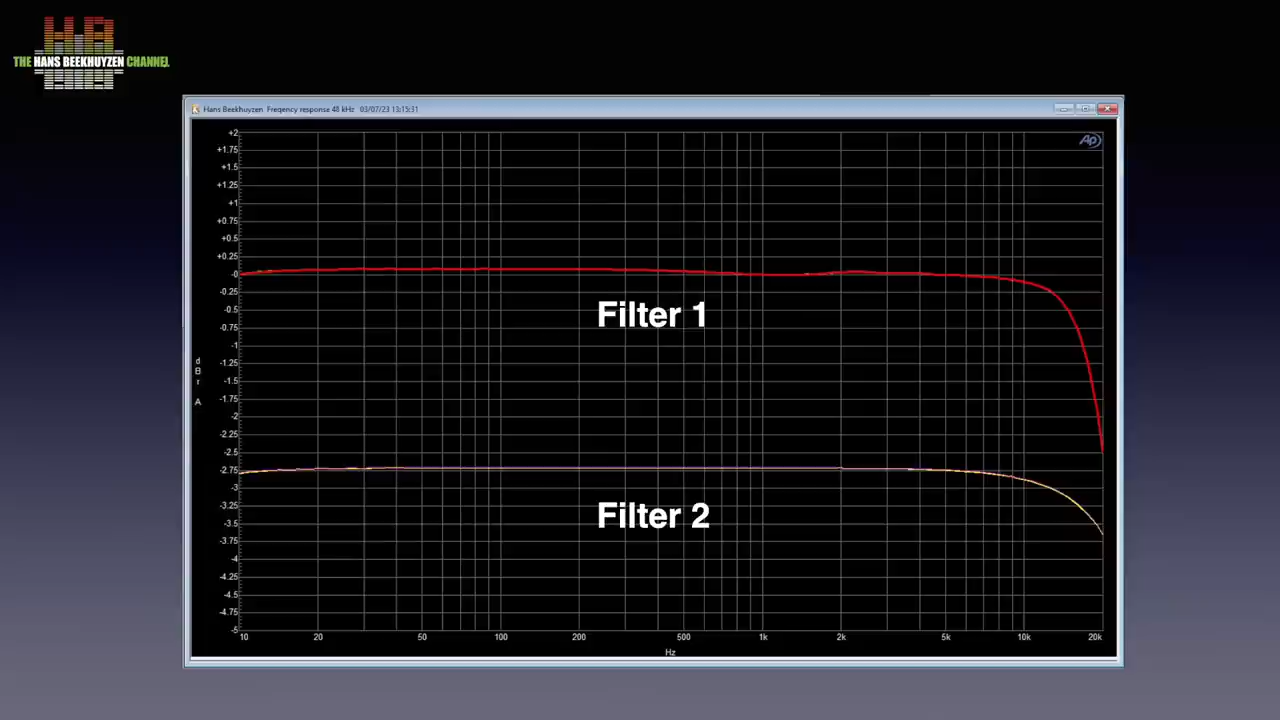 THE HANS BEEKHUYZEN CHANNEL
Hans Beekhuyzen Freqency response 48 kHz 03/07/23 13:15:31
Ap
+2
+1.75
+1.5
+1.25
+1
+0.75
+0.5
+0.25
-0
-0.25
-0.5
-0.75
-1
-1.25
-1.5
-1.75
-2
-2.25
-2.5
-2.75
-3
-3.25
-3.5
-3.75
-4
-4.25
-4.5
-4.75
-5
d
B
r
A
Filter 1
Filter 2
10 20 50 100 200 500 1k 2k 5k 10k 20k
Hz